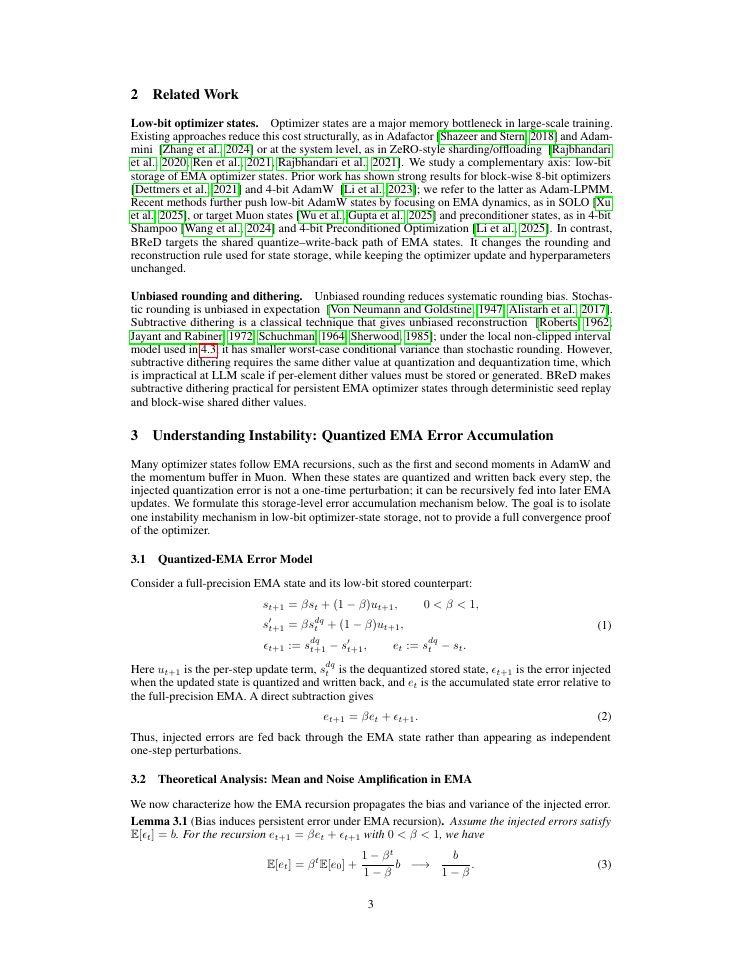 2 Related Work
Low-bit optimizer states. Optimizer states are a major memory bottleneck in large-scale training.
Existing approaches reduce this cost structurally, as in Adafactor [Shazeer and Stern, 2018] and Adam-
mini [Zhang et al., 2024] or at the system level, as in ZeRO-style sharding/offloading [Rajbhandari
et al., 2020, Ren et al., 2021, Rajbhandari et al., 2021]. We study a complementary axis: low-bit
storage of EMA optimizer states. Prior work has shown strong results for block-wise 8-bit optimizers
[Dettmers et al., 2021] and 4-bit AdamW [Li et al., 2023]; we refer to the latter as Adam-LPMM.
Recent methods further push low-bit AdamW states by focusing on EMA dynamics, as in SOLO [Xu
et al., 2025], or target Muon states [Wu et al., Gupta et al., 2025] and preconditioner states, as in 4-bit
Shampoo [Wang et al., 2024] and 4-bit Preconditioned Optimization [Li et al., 2025]. In contrast,
BReD targets the shared quantize–write-back path of EMA states. It changes the rounding and
reconstruction rule used for state storage, while keeping the optimizer update and hyperparameters
unchanged.
Unbiased rounding and dithering. Unbiased rounding reduces systematic rounding bias. Stochas-
tic rounding is unbiased in expectation [Von Neumann and Goldstine, 1947, Alistarh et al., 2017].
Subtractive dithering is a classical technique that gives unbiased reconstruction [Roberts, 1962,
Jayant and Rabiner, 1972, Schuchman, 1964, Sherwood, 1985]; under the local non-clipped interval
model used in 4.3, it has smaller worst-case conditional variance than stochastic rounding. However,
subtractive dithering requires the same dither value at quantization and dequantization time, which
is impractical at LLM scale if per-element dither values must be stored or generated. BReD makes
subtractive dithering practical for persistent EMA optimizer states through deterministic seed replay
and block-wise shared dither values.
3 Understanding Instability: Quantized EMA Error Accumulation
Many optimizer states follow EMA recursions, such as the first and second moments in AdamW and
the momentum buffer in Muon. When these states are quantized and written back every step, the
injected quantization error is not a one-time perturbation; it can be recursively fed into later EMA
updates. We formulate this storage-level error accumulation mechanism below. The goal is to isolate
one instability mechanism in low-bit optimizer-state storage, not to provide a full convergence proof
of the optimizer.
3.1 Quantized-EMA Error Model
Consider a full-precision EMA state and its low-bit stored counterpart:
s_{t+1} = βs_t + (1 − β)u_{t+1}, 0 < β < 1,
s′_{t+1} = βs_t^{dq} + (1 − β)u_{t+1}, (1)
ϵ_{t+1} := s_{t+1}^{dq} − s′_{t+1}, e_t := s_t^{dq} − s_t.
Here u_{t+1} is the per-step update term, s_t^{dq} is the dequantized stored state, ϵ_{t+1} is the error injected
when the updated state is quantized and written back, and e_t is the accumulated state error relative to
the full-precision EMA. A direct subtraction gives
e_{t+1} = βe_t + ϵ_{t+1}. (2)
Thus, injected errors are fed back through the EMA state rather than appearing as independent
one-step perturbations.
3.2 Theoretical Analysis: Mean and Noise Amplification in EMA
We now characterize how the EMA recursion propagates the bias and variance of the injected error.
Lemma 3.1 (Bias induces persistent error under EMA recursion). Assume the injected errors satisfy
𝔼[ϵ_t] = b. For the recursion e_{t+1} = βe_t + ϵ_{t+1} with 0 < β < 1, we have
𝔼[e_t] = β^t 𝔼[e_0] + \frac{1 − β^t}{1 − β} b ⟶ \frac{b}{1 − β}. (3)
3